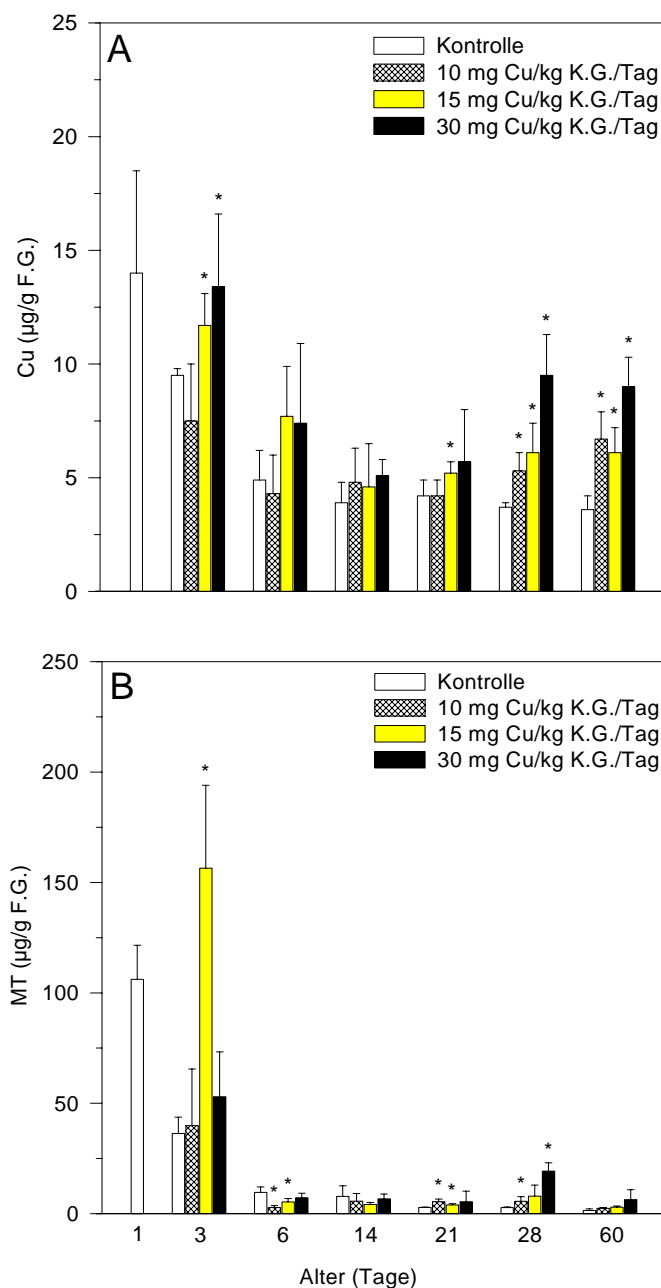 A
Kontrolle
10 mg Cu/kg K.G./Tag
15 mg Cu/kg K.G./Tag
30 mg Cu/kg K.G./Tag
Cu (µg/g F.G.)
25
20
15
10
5
0
* *
*
* * *
* * *
B
Kontrolle
10 mg Cu/kg K.G./Tag
15 mg Cu/kg K.G./Tag
30 mg Cu/kg K.G./Tag
MT (µg/g F.G.)
250
200
150
100
50
0
*
* *
* *
* *
1 3 6 14 21 28 60
Alter (Tage)